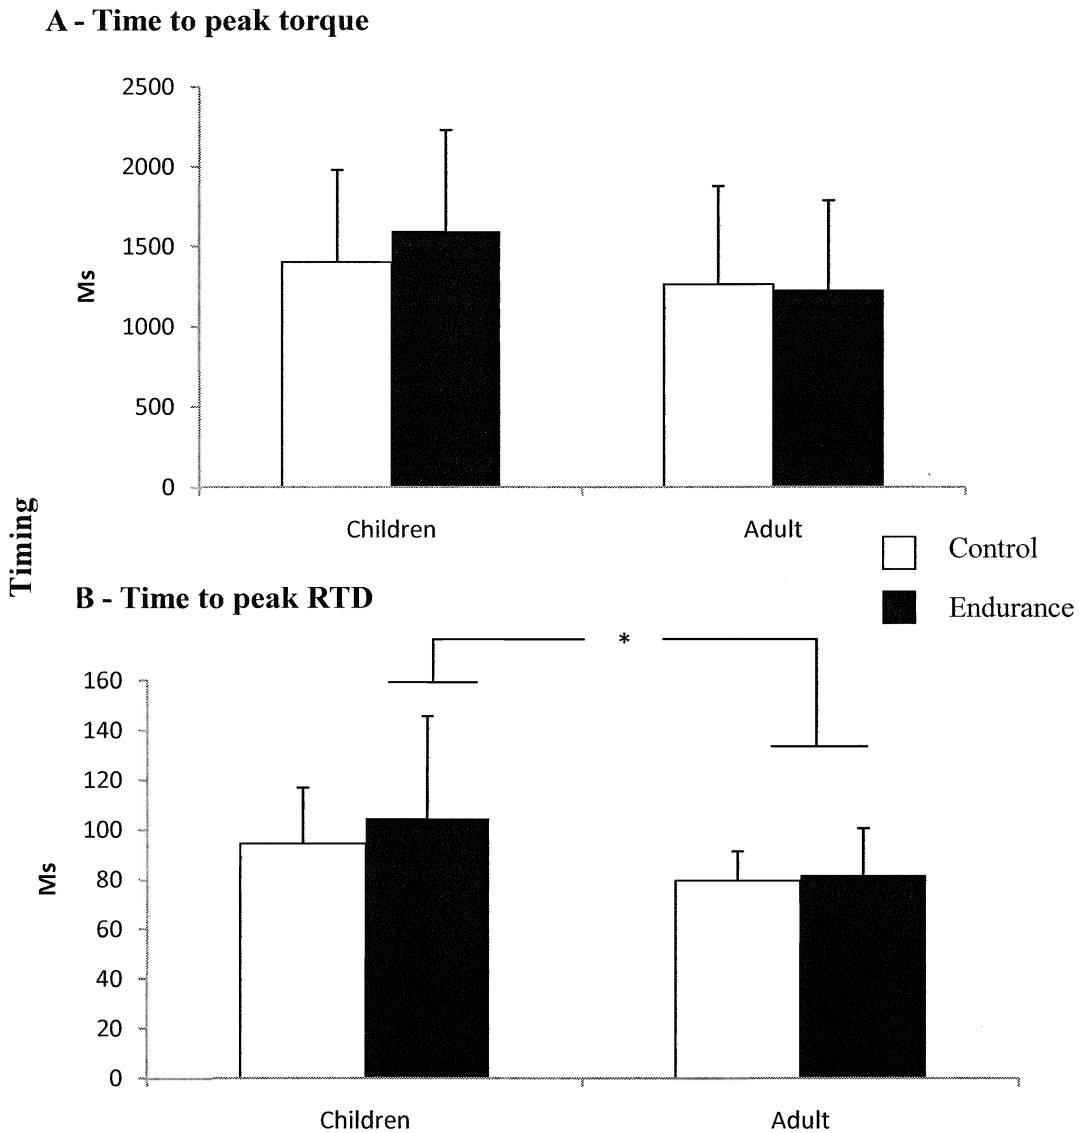 A - Time to peak torque
2500
2000
1500
1000
500
0
Ms
Children Adult
Timing
Control
Endurance
B - Time to peak RTD
*
160
140
120
100
80
60
40
20
0
Ms
Children Adult